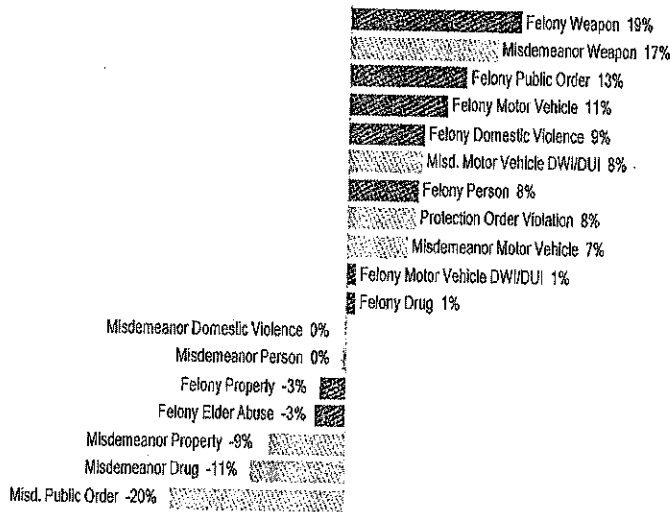 Felony Weapon 19%
Misdemeanor Weapon 17%
Felony Public Order 13%
Felony Motor Vehicle 11%
Felony Domestic Violence 9%
Misd. Motor Vehicle DWI/DUI 8%
Felony Person 8%
Protection Order Violation 8%
Misdemeanor Motor Vehicle 7%
Felony Motor Vehicle DWI/DUI 1%
Felony Drug 1%
Misdemeanor Domestic Violence 0%
Misdemeanor Person 0%
Felony Property -3%
Felony Elder Abuse -3%
Misdemeanor Property -9%
Misdemeanor Drug -11%
Misd. Public Order -20%